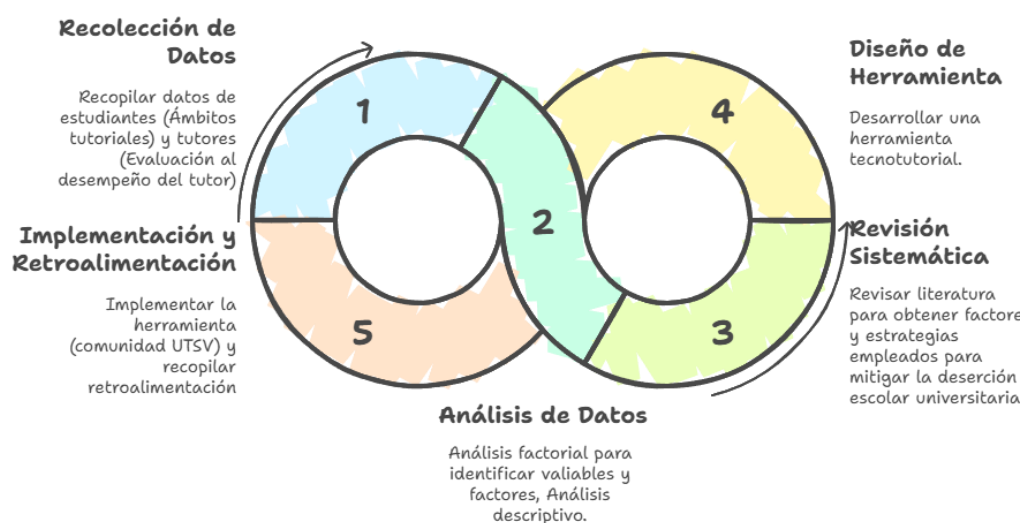 Recolección de
Datos
Recopilar datos de
estudiantes (Ámbitos
tutoriales) y tutores
(Evaluación al
desempeño del tutor)
1
2
Análisis de Datos
Análisis factorial para
identificar valiables y
factores, Análisis
descriptivo.
3
Revisión
Sistemática
Revisar literatura
para obtener factore
y estrategias
empleados para
mitigar la deserción
escolar universitaria
4
Diseño de
Herramienta
Desarrollar una
herramienta
tecnotutorial.
5
Implementación y
Retroalimentación
Implementar la
herramienta
(comunidad UTSV) y
recopilar
retroalimentación